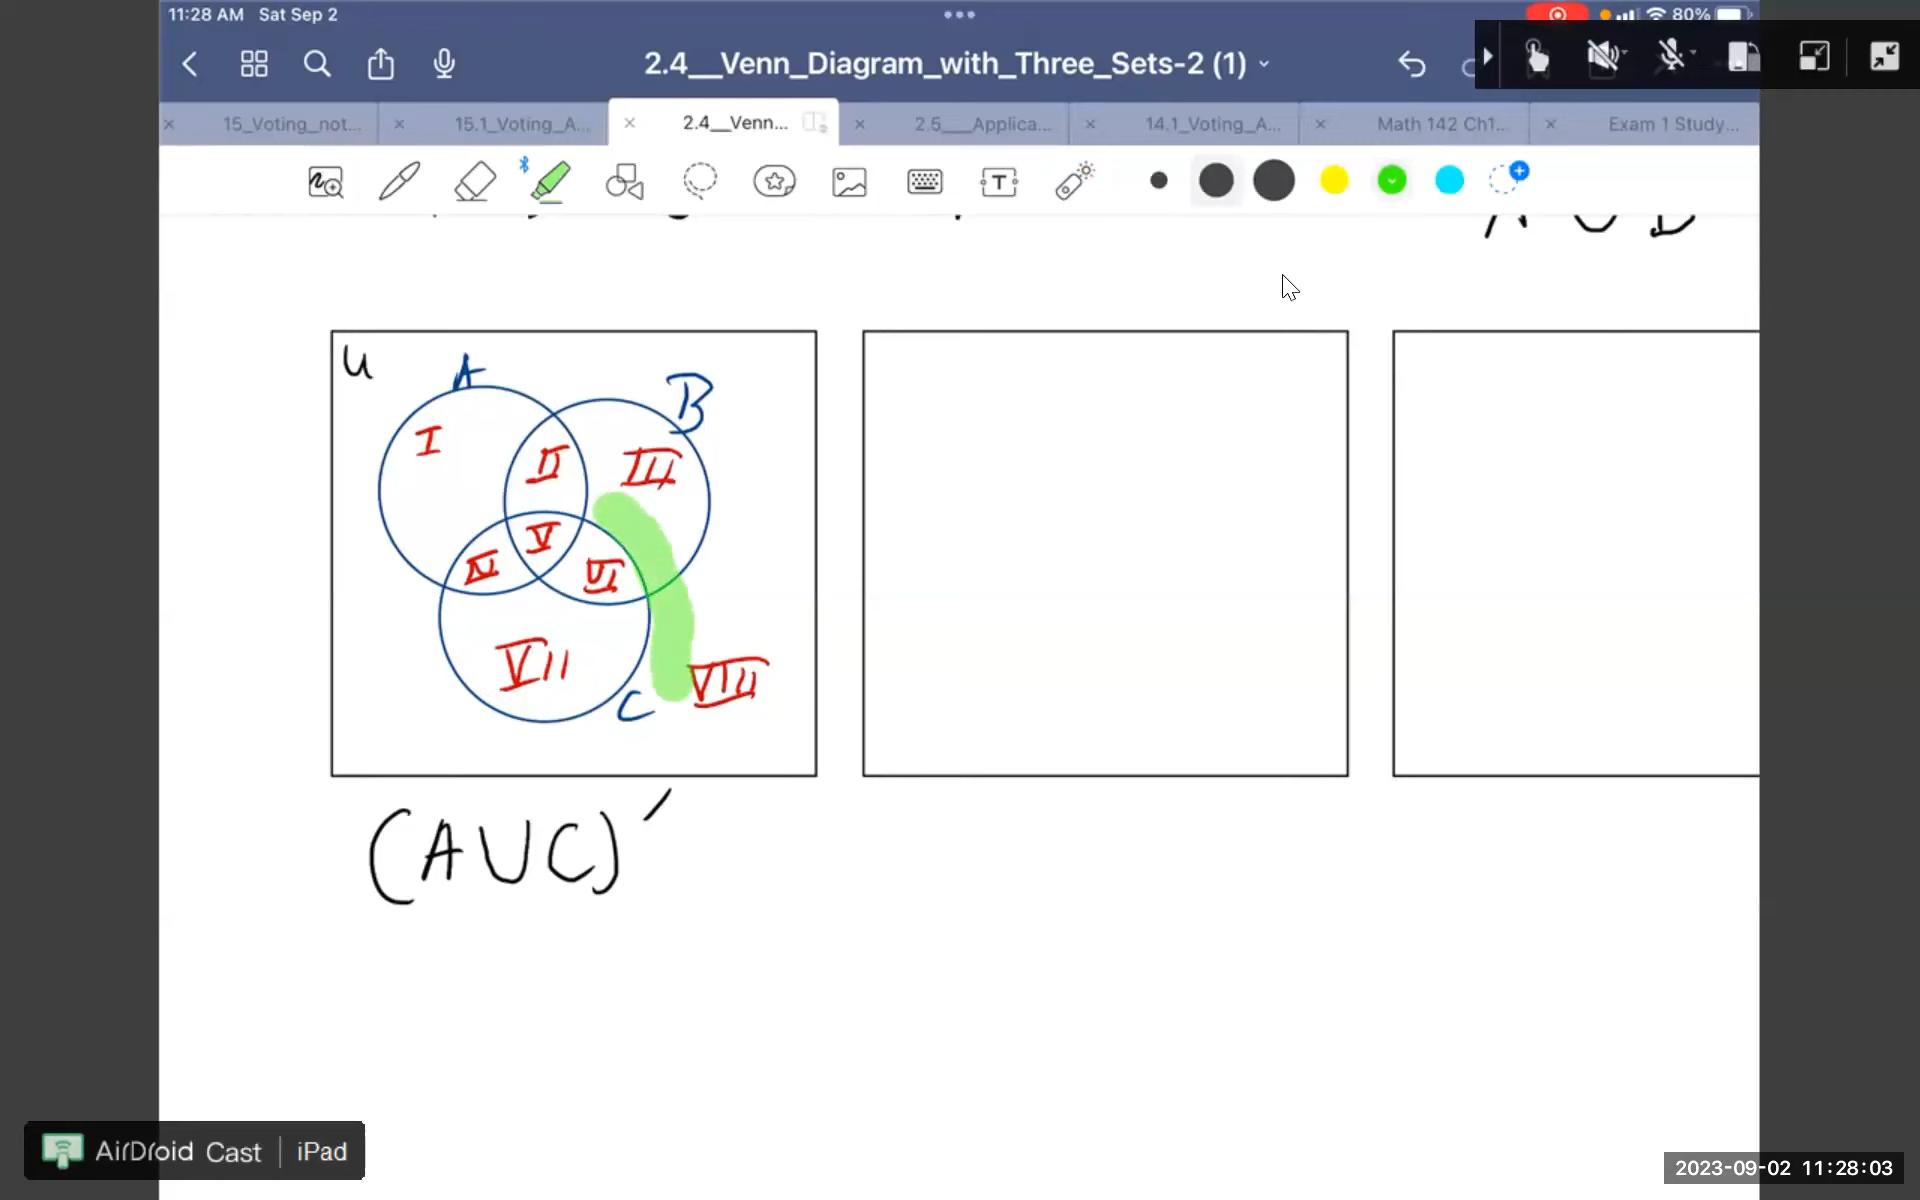 11:28 AM Sat Sep 2
80%
2.4__Venn_Diagram_with_Three_Sets-2 (1)
15_Voting_not...
15.1_Voting_A...
2.4__Venn...
2.5___Applica...
14.1_Voting_A...
Math 142 Ch1...
Exam 1 Study...
T
U
A
B
I
II
III
V
IV
VI
VII
VIII
C
(A∪C)′
AirDroid Cast | iPad
2023-09-02 11:28:03